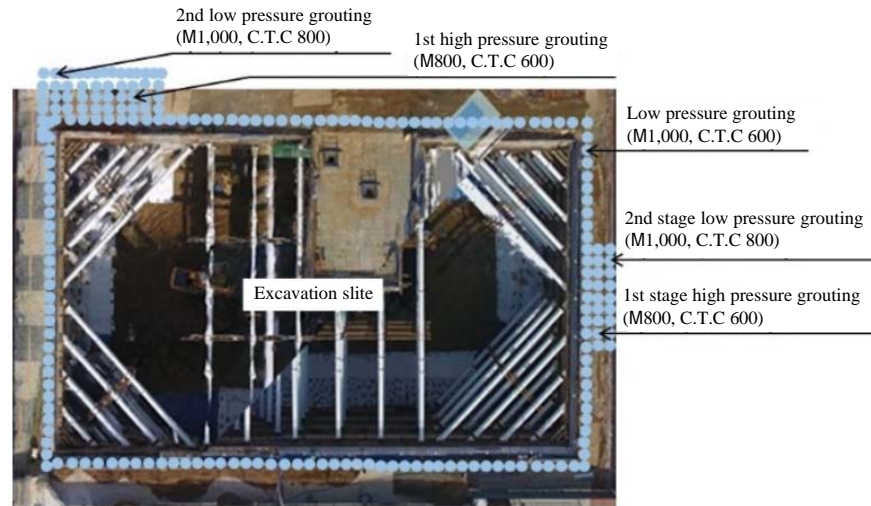 2nd low pressure grouting
(M1,000, C.T.C 800)
1st high pressure grouting
(M800, C.T.C 600)
Low pressure grouting
(M1,000, C.T.C 600)
2nd stage low pressure grouting
(M1,000, C.T.C 800)
1st stage high pressure grouting
(M800, C.T.C 600)
Excavation slite